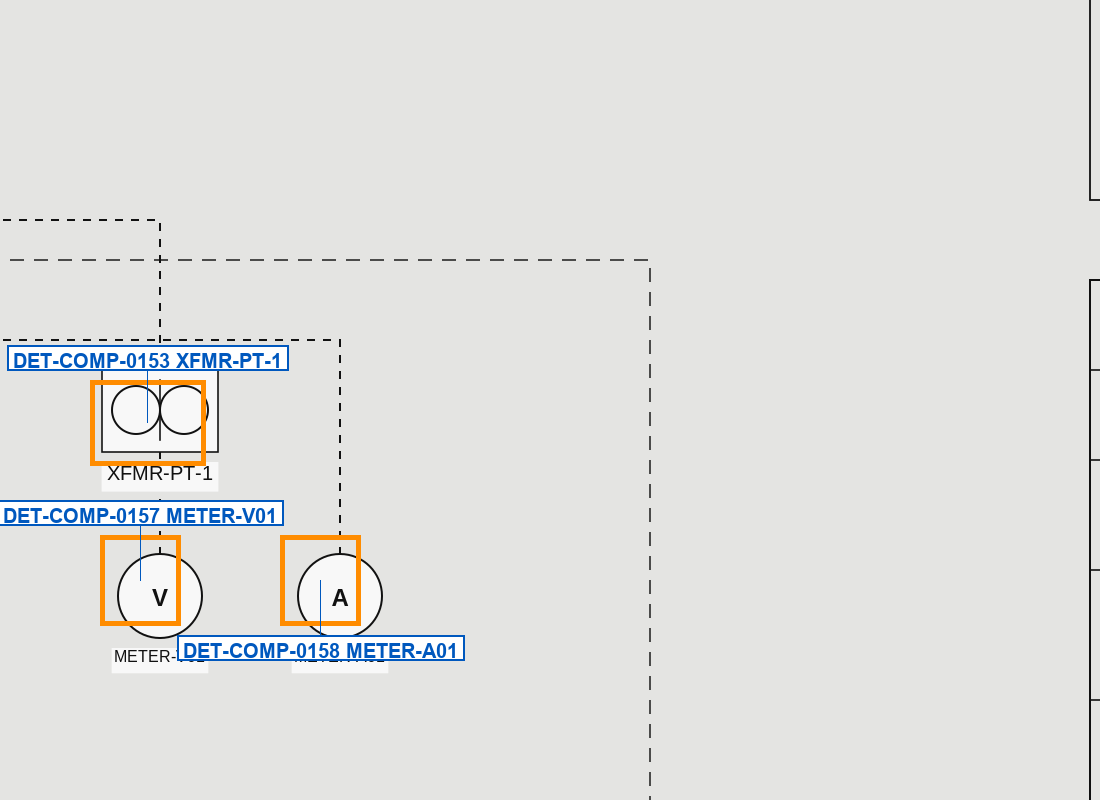 DET-COMP-0153 XFMR-PT-1
XFMR-PT-1
DET-COMP-0157 METER-V01
V
A
DET-COMP-0158 METER-A01